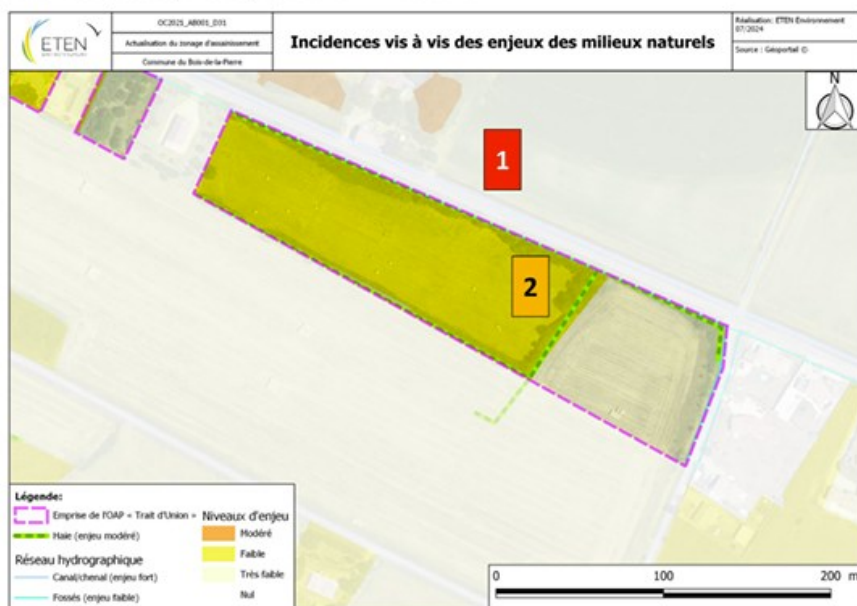 ETEN
OC2021_AB001_D31
Actualisation du zonage d'assainissement
Commune du Bois-de-la-Pierre
Incidences vis à vis des enjeux des milieux naturels
Réalisation: ETEN Environnement
07/2024
Source : Géoportail ©
N
1
2
Légende:
Emprise de l'OAP « Trait d'Union »
Haie (enjeu modéré)
Réseau hydrographique
Canal/chenal (enjeu fort)
Fossés (enjeu faible)
Niveaux d'enjeu
Modéré
Faible
Très faible
Nul
0 100 200 m